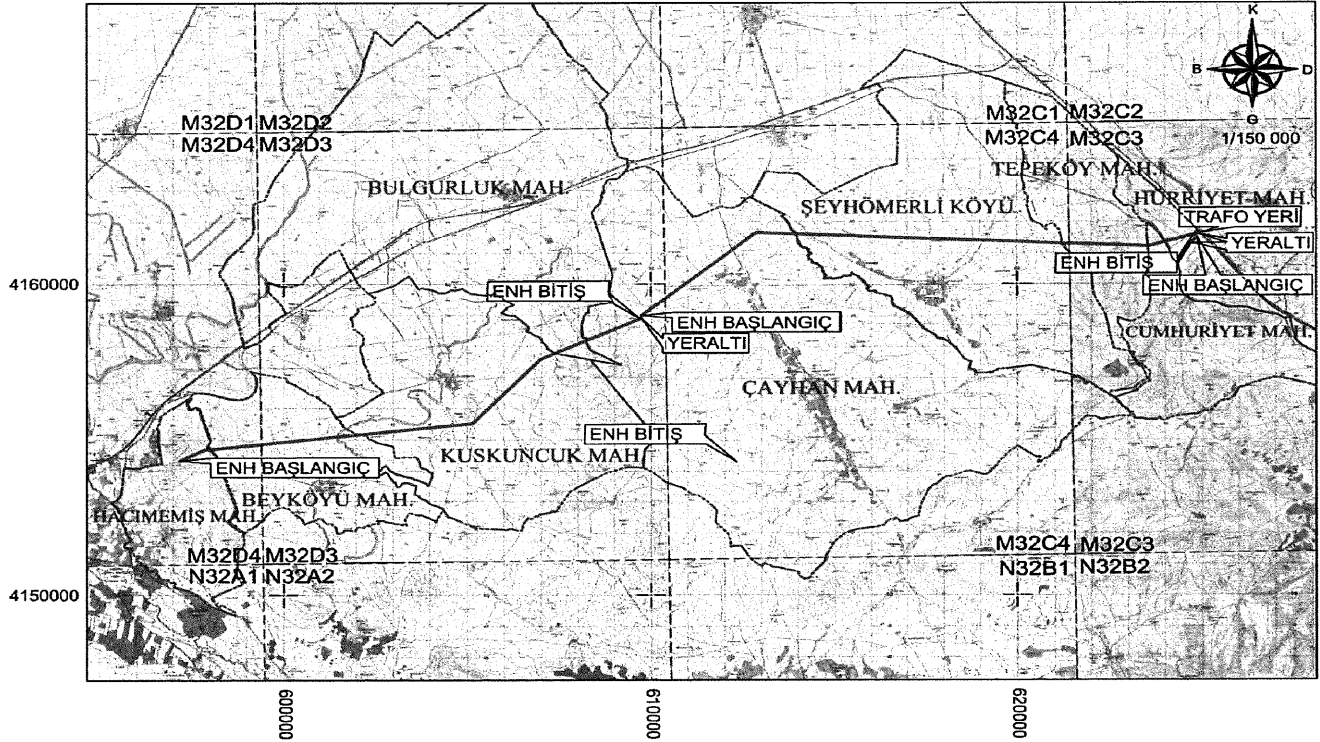 K
B
D
G
1/150 000
M32D1 M32D2
M32D4 M32D3
M32C1 M32C2
M32C4 M32C3
TEPEKÖY MAH.
BULGURLUK MAH.
HÜRRİYET MAH.
ŞEYHÖMERLİ KÖYÜ
TRAFO YERİ
YERALTI
ENH BİTİŞ
ENH BAŞLANGIÇ
4160000
ENH BİTİŞ
ENH BAŞLANGIÇ
YERALTI
CUMHURİYET MAH.
ÇAYHAN MAH.
ENH BİTİŞ
KUSKUNCUK MAH.
ENH BAŞLANGIÇ
BEYKÖYÜ MAH.
HACIMEMİŞ MAH.
M32D4 M32D3
N32A1 N32A2
M32C4 M32C3
N32B1 N32B2
4150000
600000
610000
620000